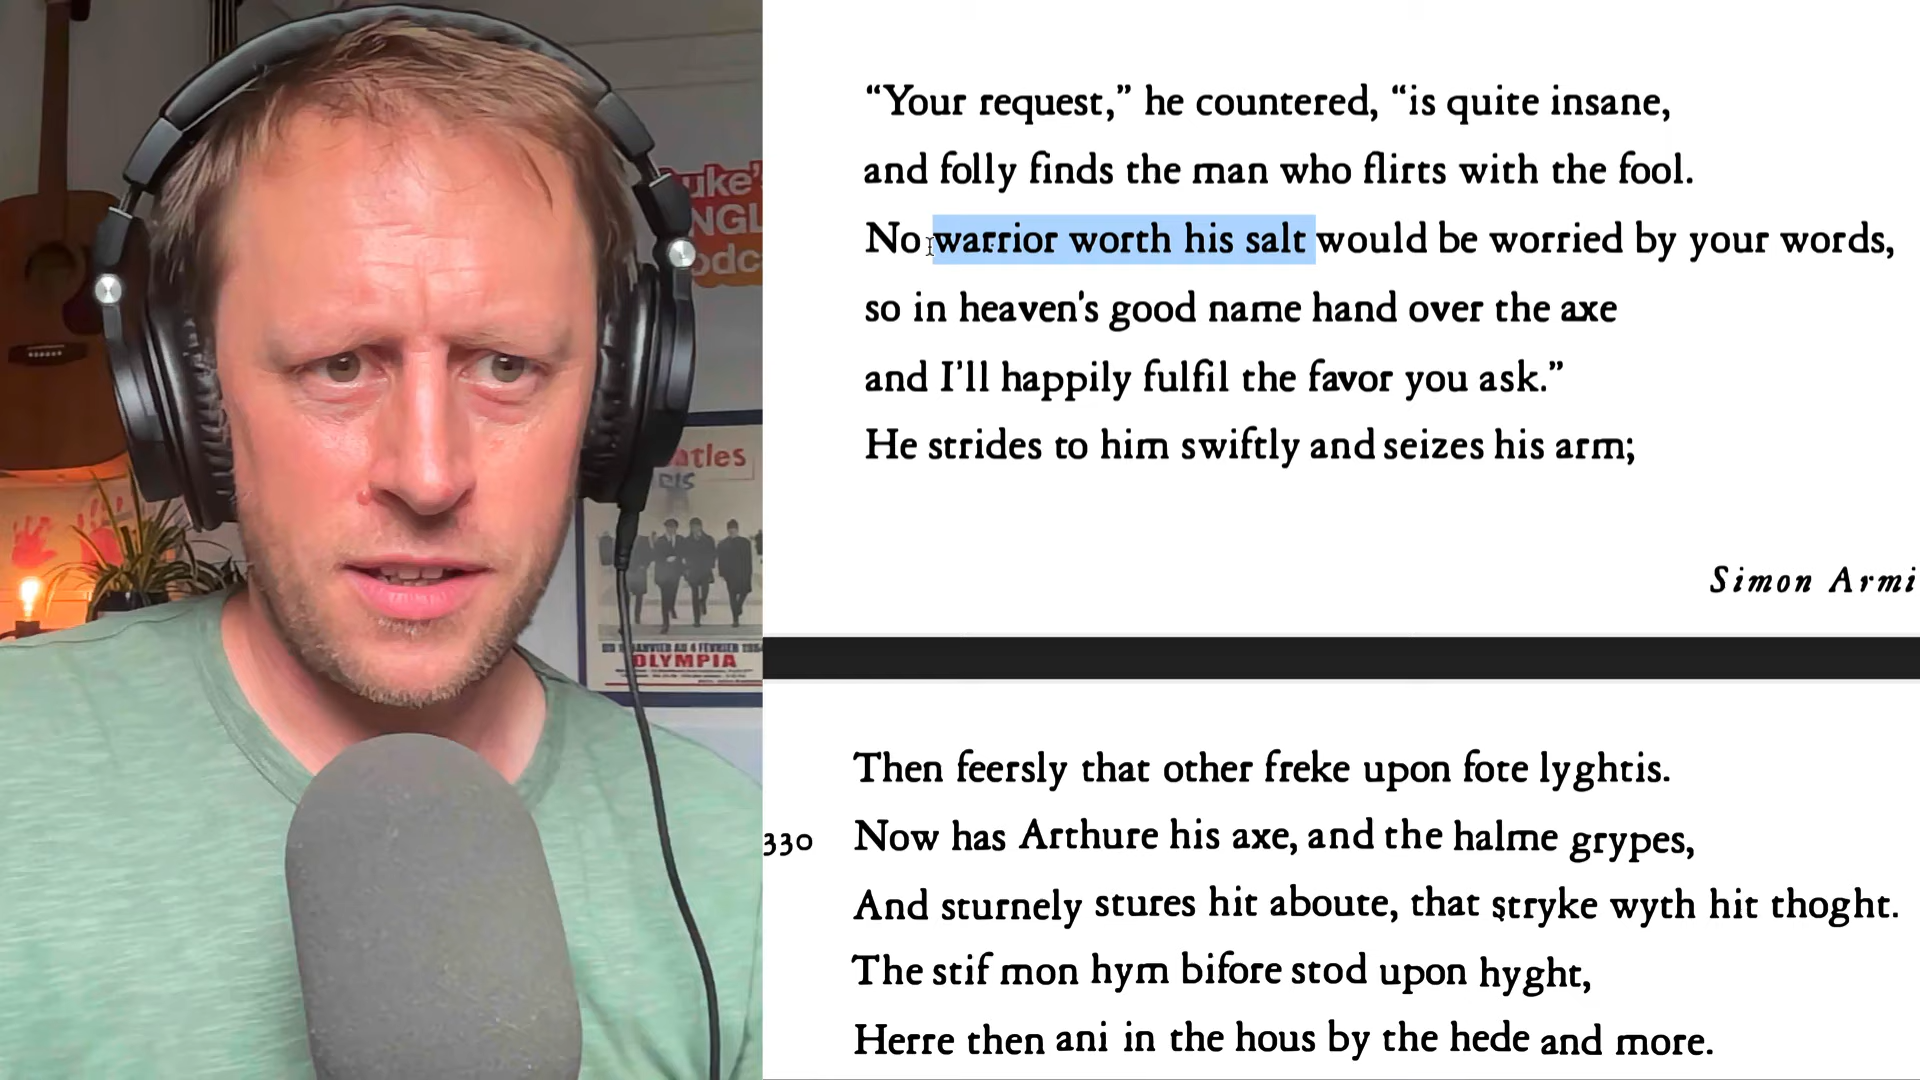 uke's
NGL
odc
atles
OLYMPIA
“Your request,” he countered, “is quite insane,
and folly finds the man who flirts with the fool.
No warrior worth his salt would be worried by your words,
so in heaven's good name hand over the axe
and I’ll happily fulfil the favor you ask.”
He strides to him swiftly and seizes his arm;
Simon Armi
Then feersly that other freke upon fote lyghtis.
330 Now has Arthure his axe, and the halme grypes,
And sturnely stures hit aboute, that stryke wyth hit thoght.
The stif mon hym bifore stod upon hyght,
Herre then ani in the hous by the hede and more.